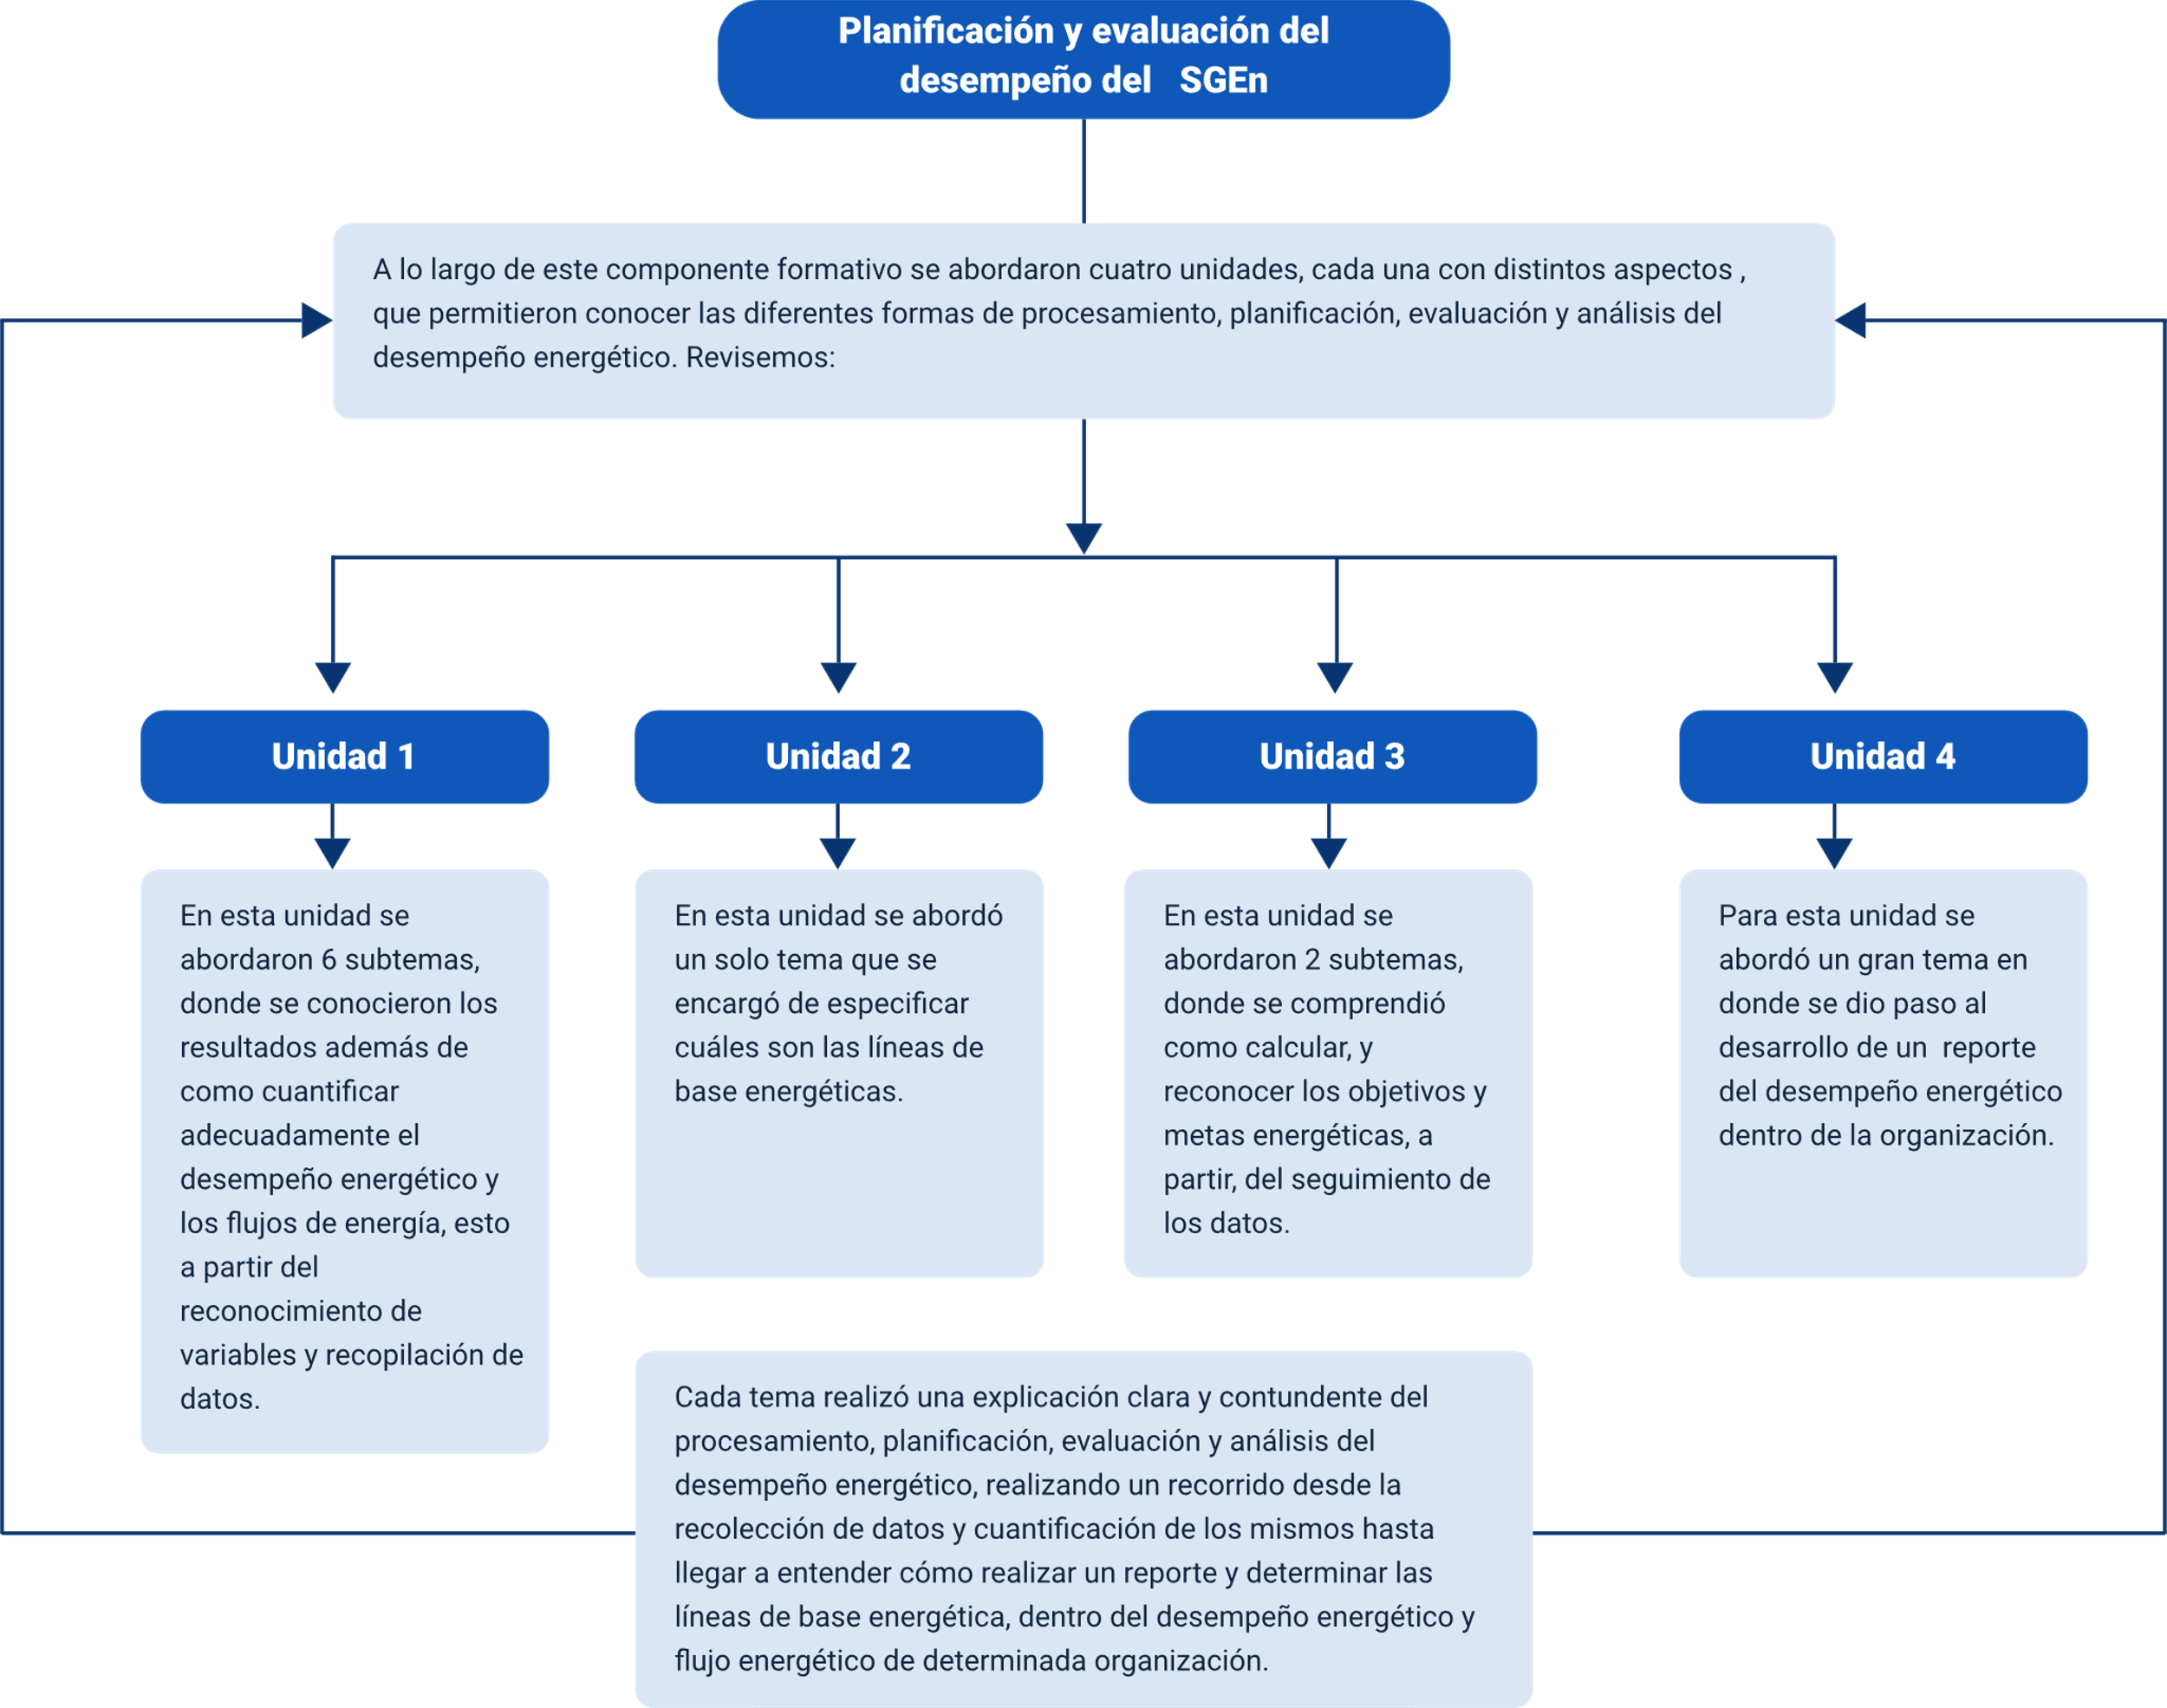 Planificación y evaluación del
desempeño del SGEn
A lo largo de este componente formativo se abordaron cuatro unidades, cada una con distintos aspectos ,
que permitieron conocer las diferentes formas de procesamiento, planificación, evaluación y análisis del
desempeño energético. Revisemos:
Unidad 1
En esta unidad se
abordaron 6 subtemas,
donde se conocieron los
resultados además de
como cuantificar
adecuadamente el
desempeño energético y
los flujos de energía, esto
a partir del
reconocimiento de
variables y recopilación de
datos.
Unidad 2
En esta unidad se abordó
un solo tema que se
encargó de especificar
cuáles son las líneas de
base energéticas.
Unidad 3
En esta unidad se
abordaron 2 subtemas,
donde se comprendió
como calcular, y
reconocer los objetivos y
metas energéticas, a
partir, del seguimiento de
los datos.
Unidad 4
Para esta unidad se
abordó un gran tema en
donde se dio paso al
desarrollo de un reporte
del desempeño energético
dentro de la organización.
Cada tema realizó una explicación clara y contundente del
procesamiento, planificación, evaluación y análisis del
desempeño energético, realizando un recorrido desde la
recolección de datos y cuantificación de los mismos hasta
llegar a entender cómo realizar un reporte y determinar las
líneas de base energética, dentro del desempeño energético y
flujo energético de determinada organización.